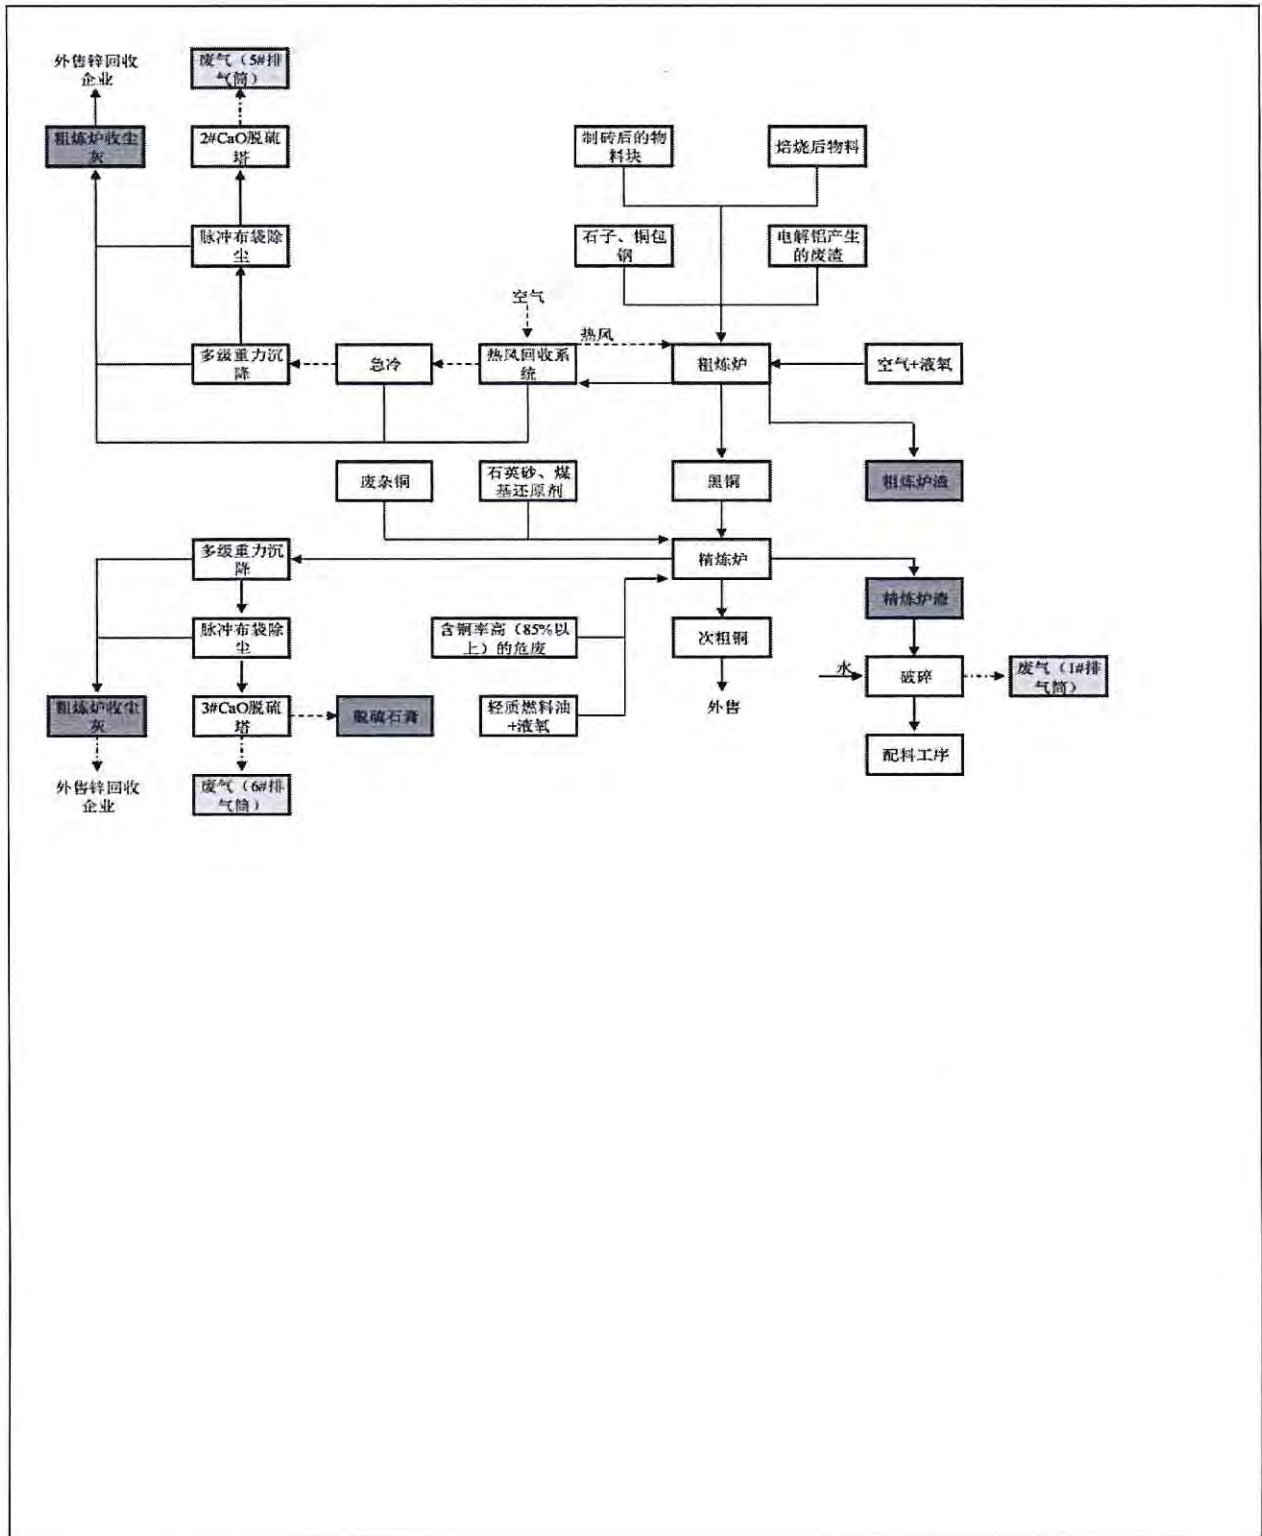 外售锌回收
企业
废气（5#排
气筒）
粗炼炉收尘
灰
2#CaO脱硫
塔
制砖后的物
料块
焙烧后物料
脉冲布袋除
尘
石子、铜包
钢
电解铝产生
的废渣
空气
热风
多级重力沉
降
急冷
热风回收系
统
粗炼炉
空气+液氧
废杂铜
石英砂、煤
基还原剂
黑铜
粗炼炉渣
多级重力沉
降
精炼炉
精炼炉渣
脉冲布袋除
尘
含铜率高（85%以
上）的危废
次粗铜
水
破碎
废气（1#排
气筒）
粗炼炉收尘
灰
3#CaO脱硫
塔
脱硫石膏
轻质燃料油
+液氧
外售
配料工序
外售锌回收
企业
废气（6#排
气筒）